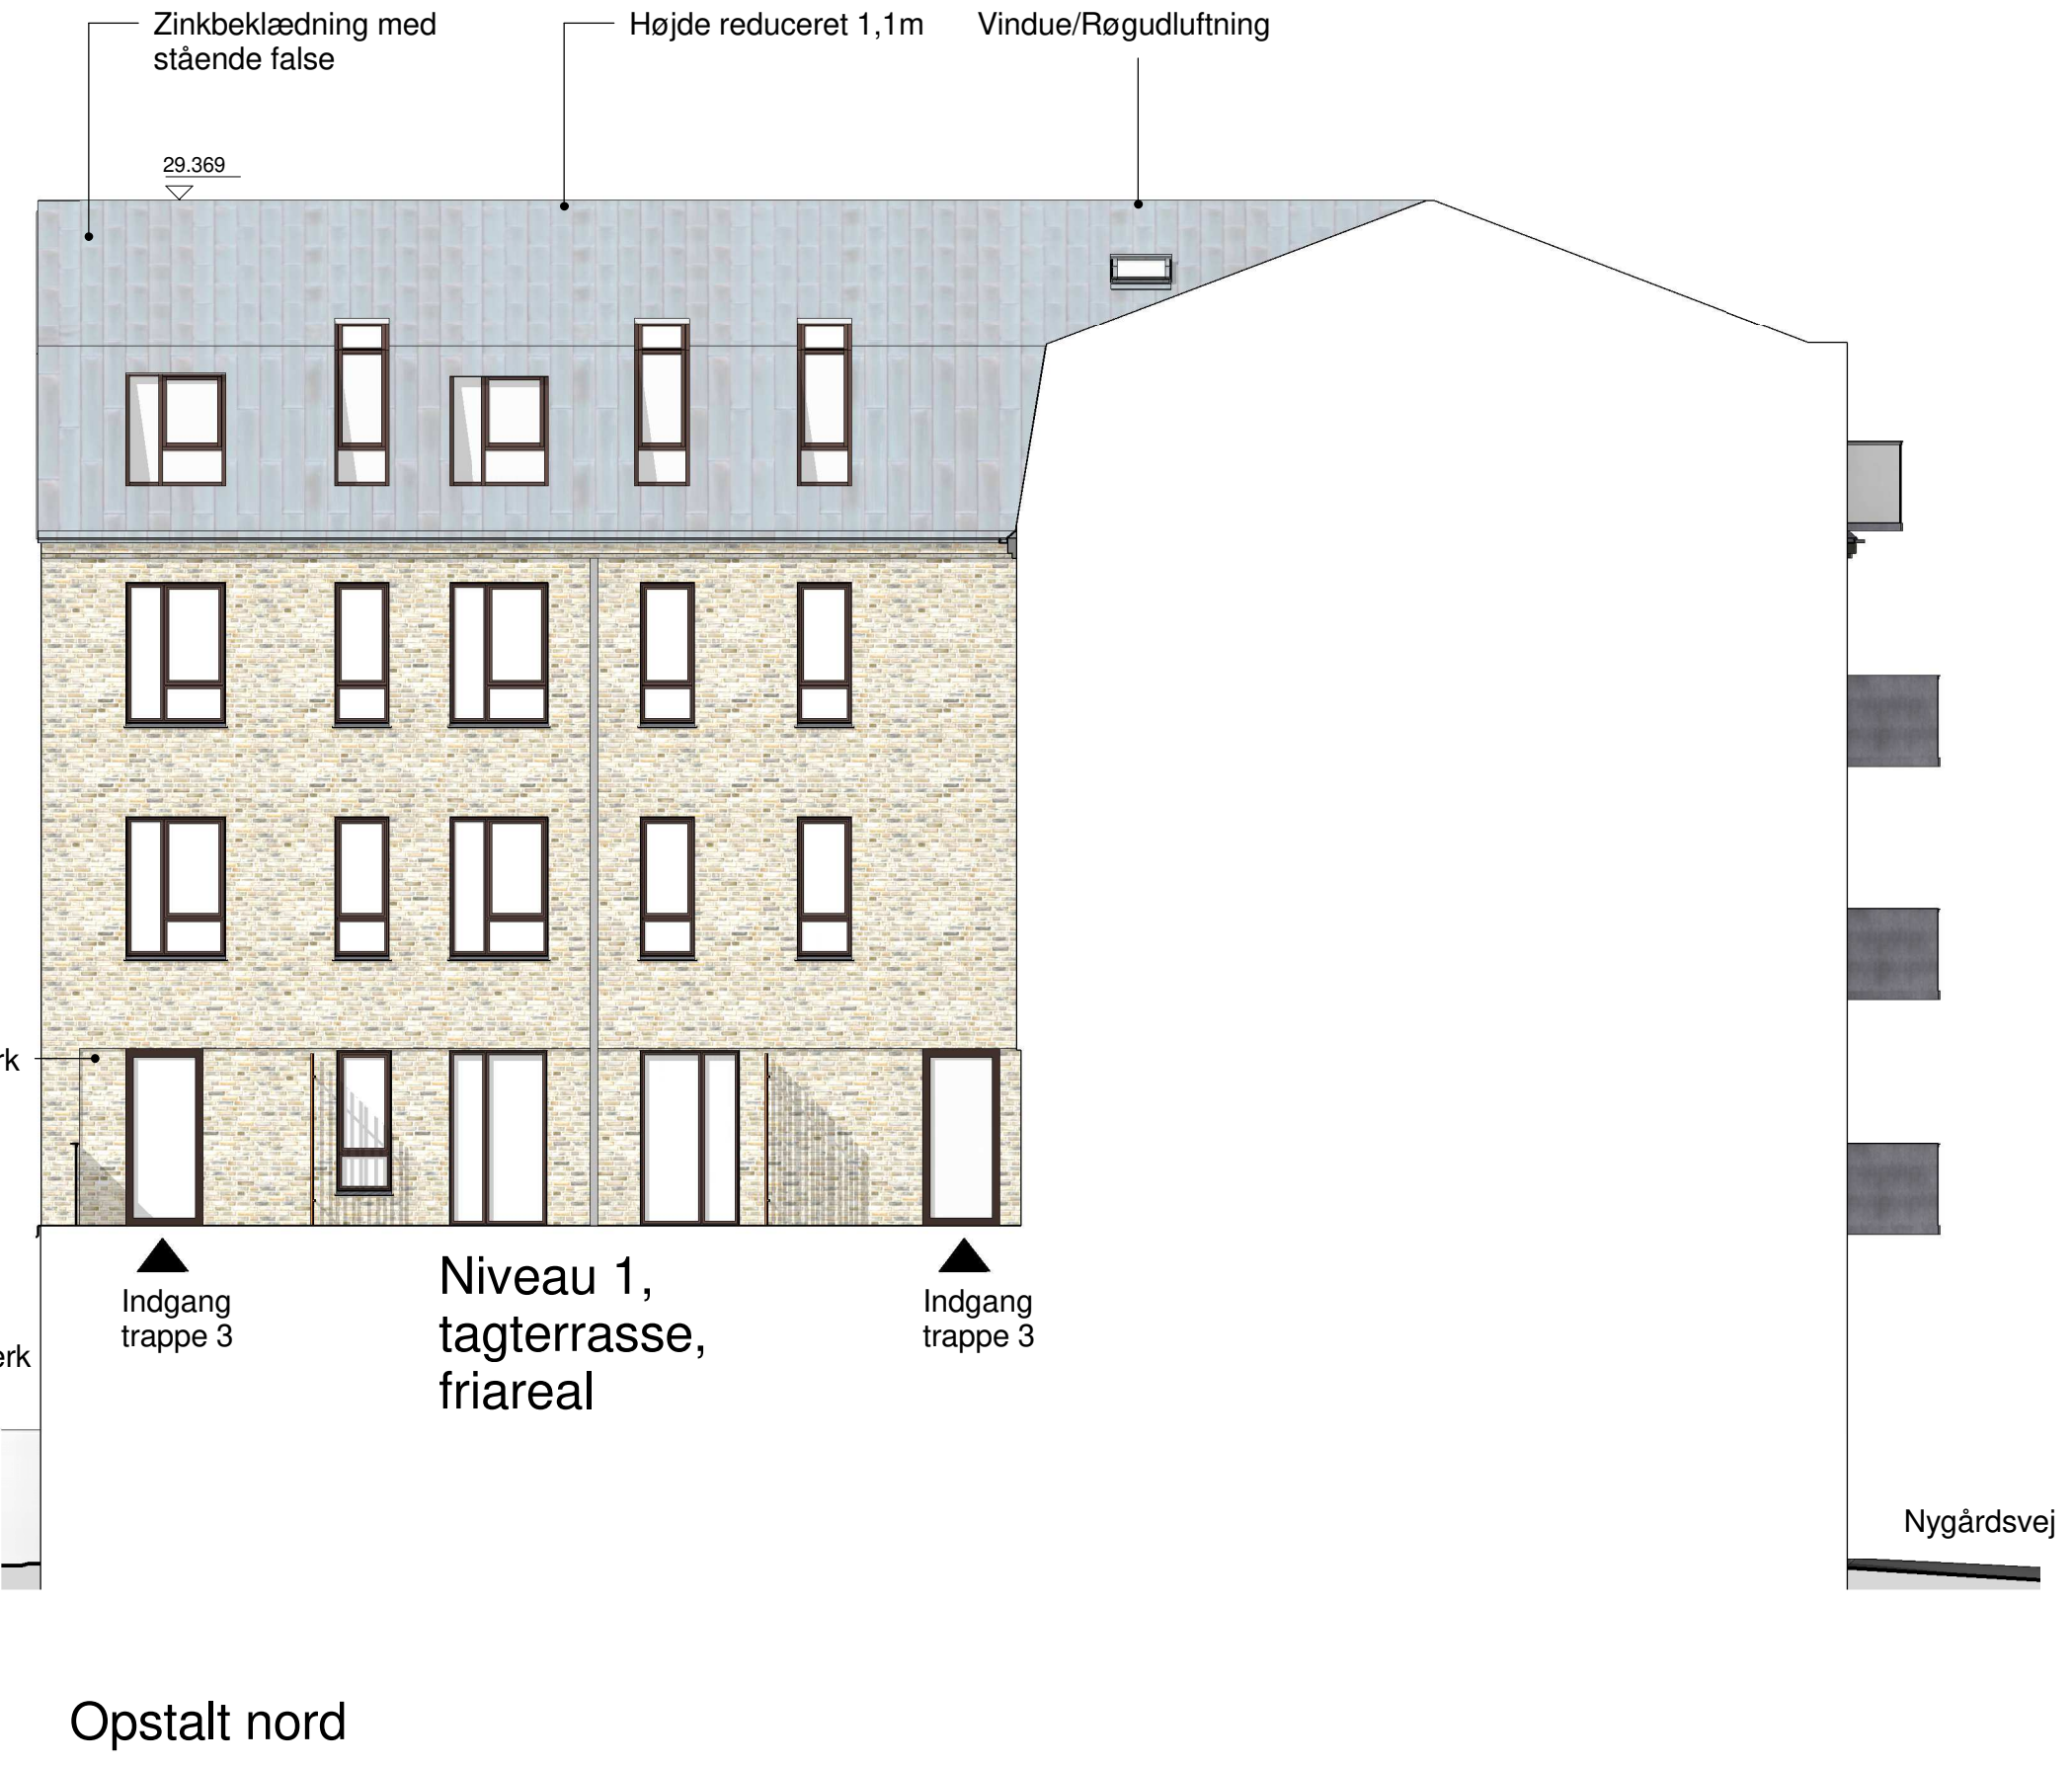 Zinkbeklædning med
stående false
Højde reduceret 1,1m
Vindue/Røgudluftning
29.369
rk
Indgang
trappe 3
Niveau 1,
tagterrasse,
friareal
Indgang
trappe 3
erk
Nygårdsvej
Opstalt nord